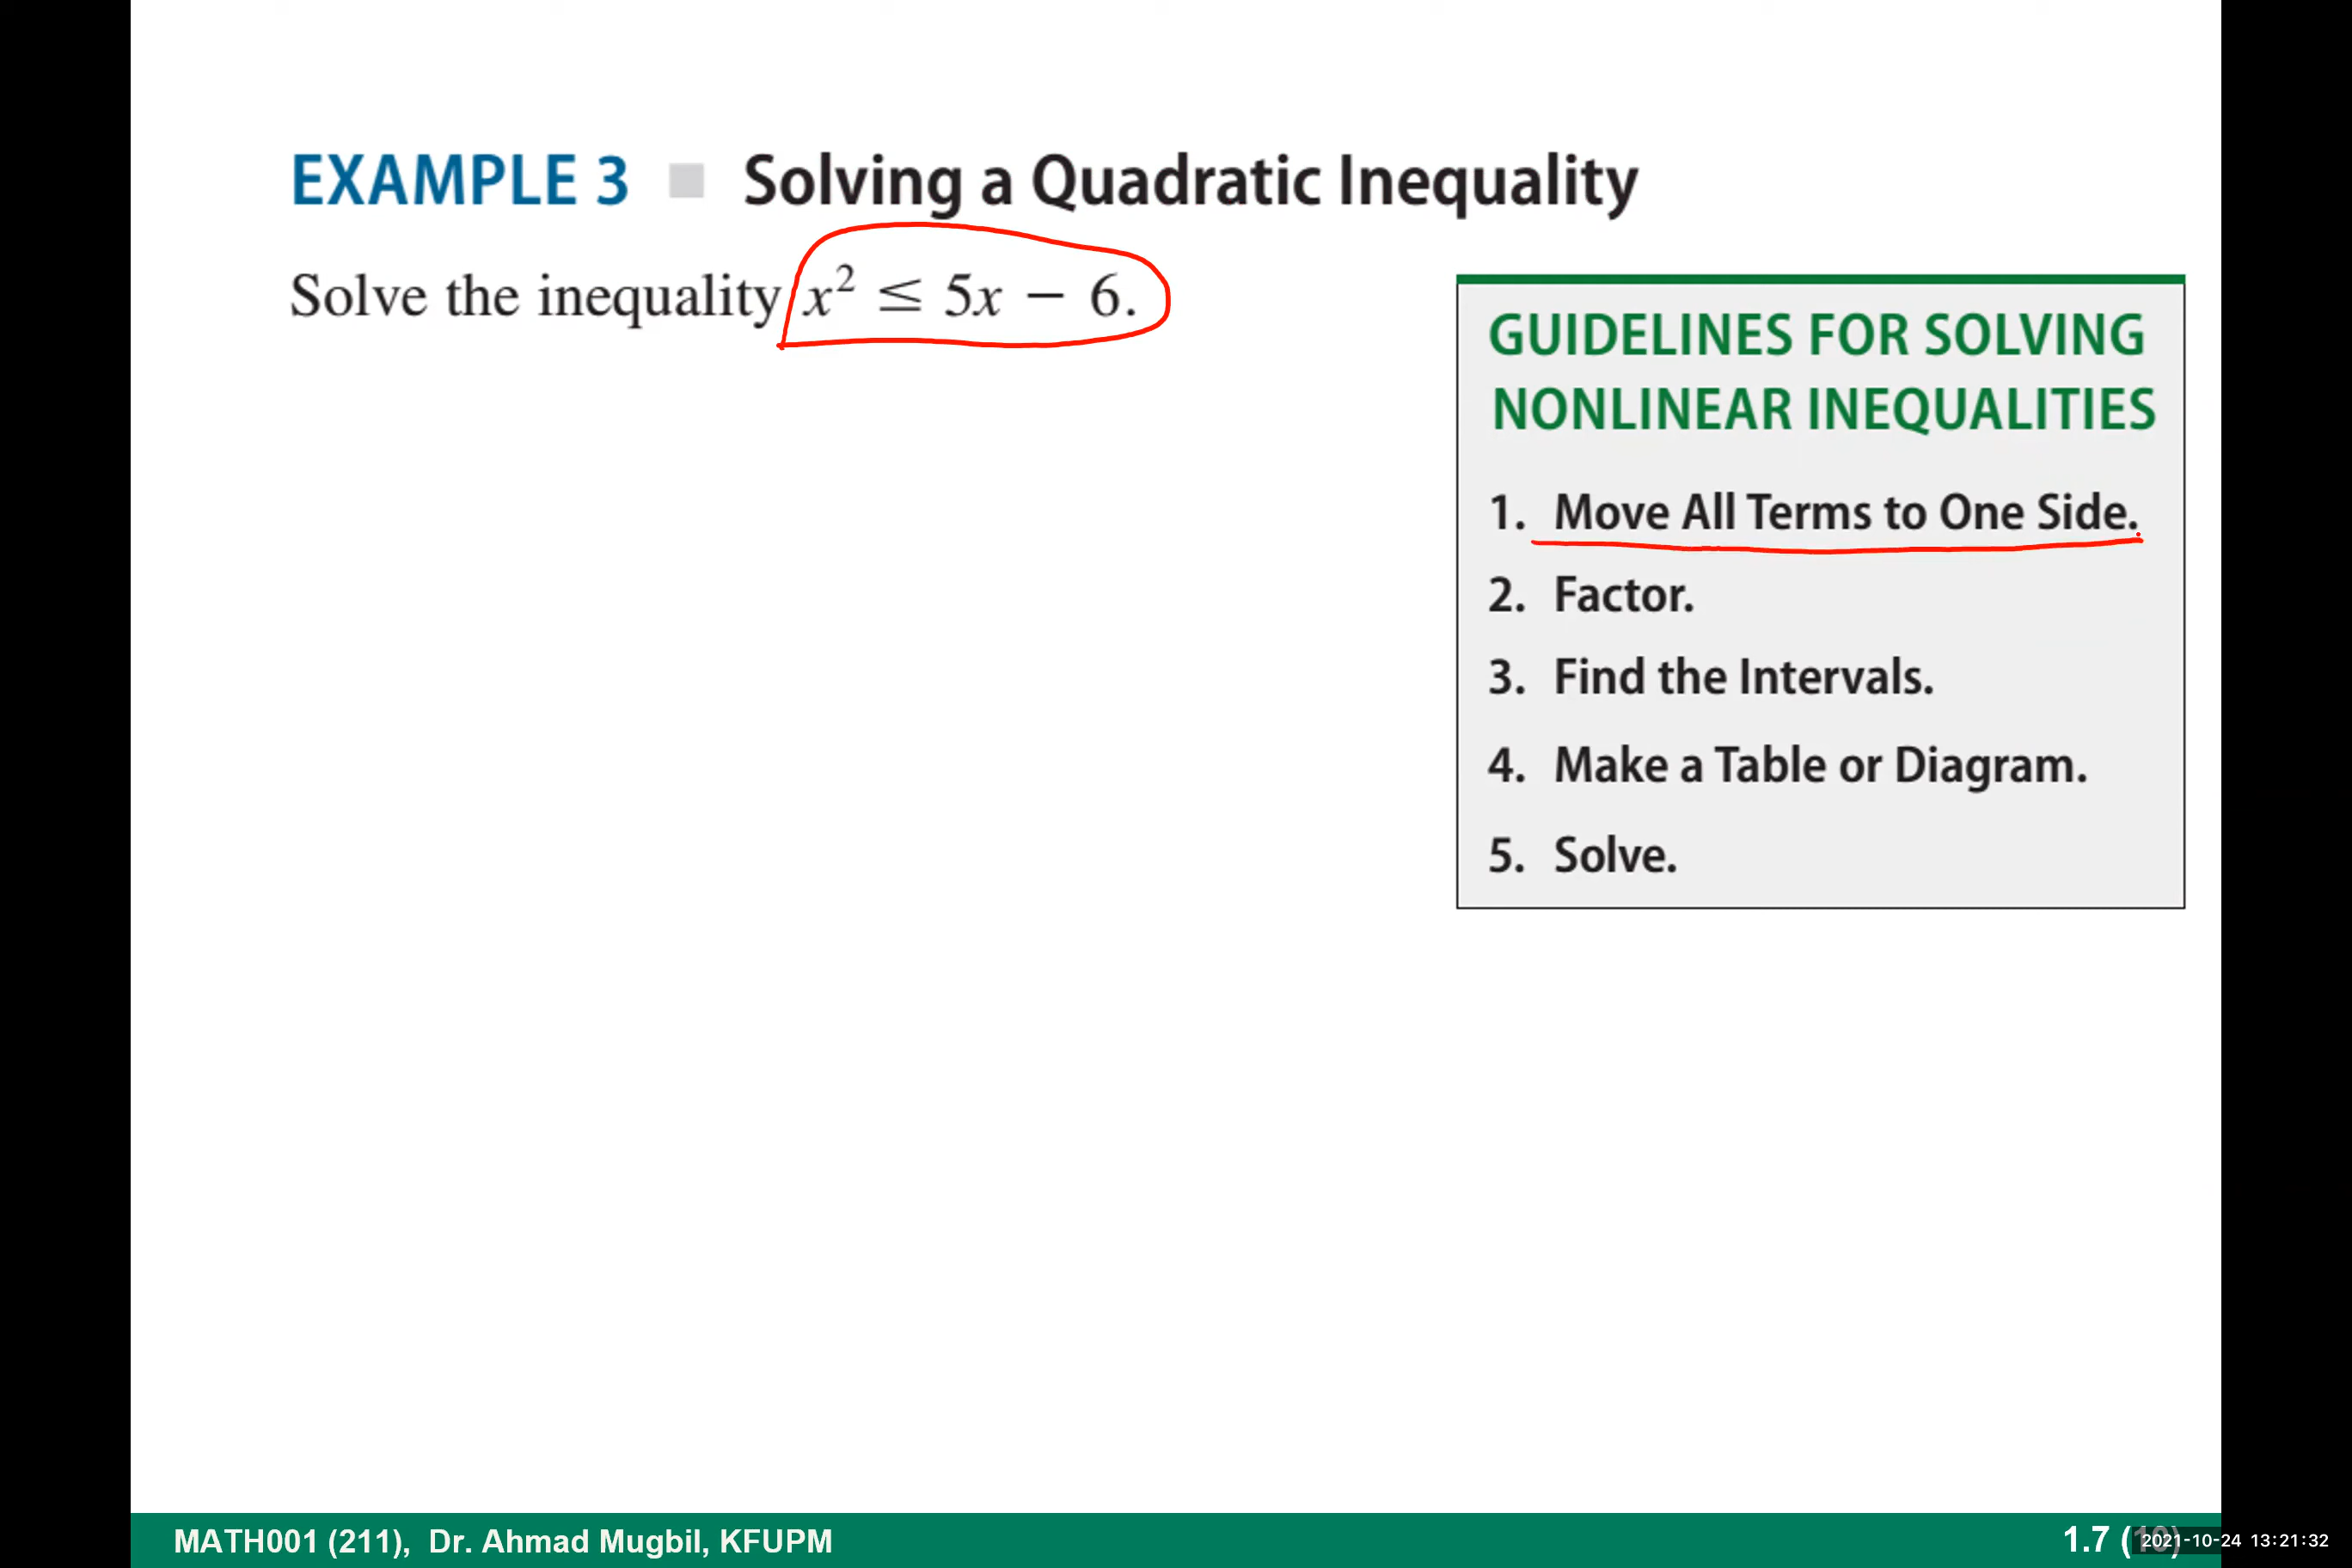 EXAMPLE 3 ■ Solving a Quadratic Inequality
Solve the inequality x² ≤ 5x − 6.
GUIDELINES FOR SOLVING
NONLINEAR INEQUALITIES
1. Move All Terms to One Side.
2. Factor.
3. Find the Intervals.
4. Make a Table or Diagram.
5. Solve.
MATH001 (211), Dr. Ahmad Mugbil, KFUPM
1.7 (10)
2021-10-24 13:21:32